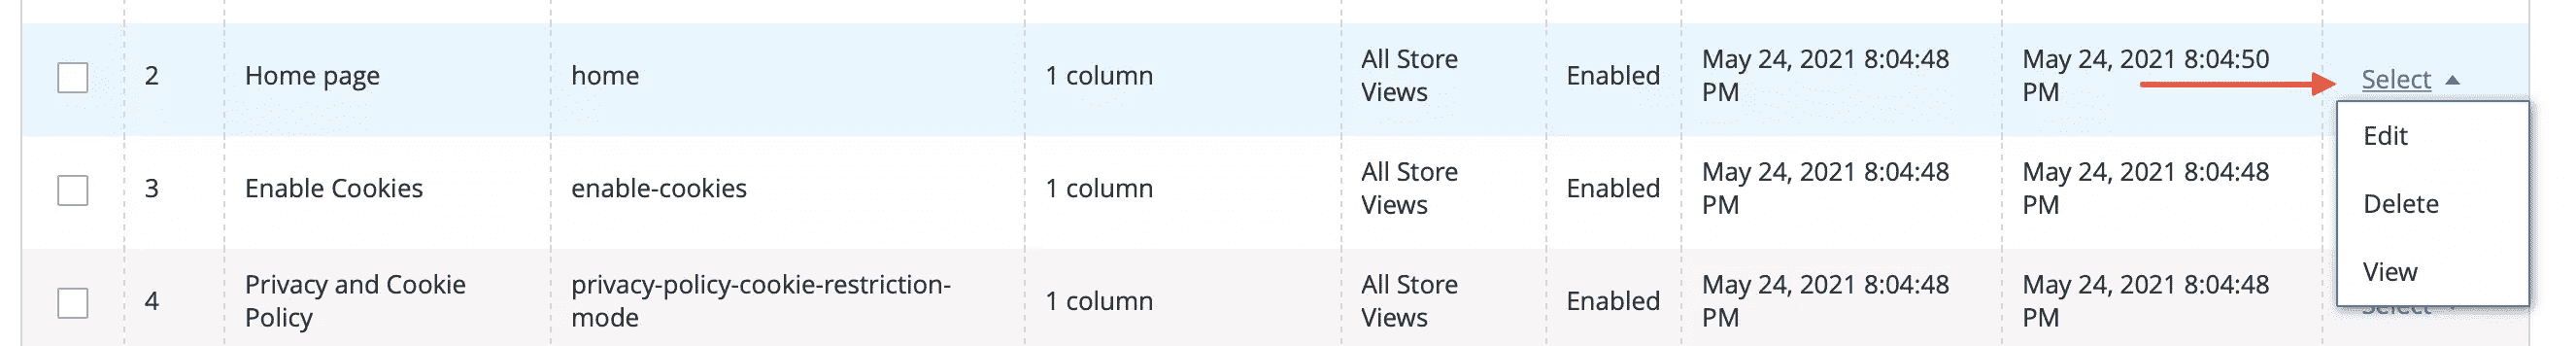 2 Home page home 1 column All Store Views Enabled May 24, 2021 8:04:48 PM May 24, 2021 8:04:50 PM Select
Edit
3 Enable Cookies enable-cookies 1 column All Store Views Enabled May 24, 2021 8:04:48 PM May 24, 2021 8:04:48 PM
Delete
4 Privacy and Cookie Policy privacy-policy-cookie-restriction-mode 1 column All Store Views Enabled May 24, 2021 8:04:48 PM May 24, 2021 8:04:48 PM
View
Select